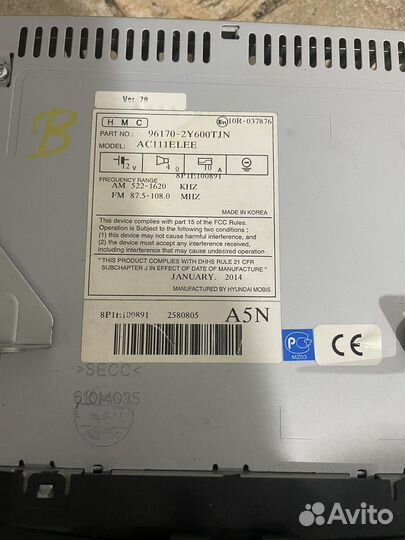 Ver 78
HMC
10R-037876
PART NO.: 96170-2Y600TJN
MODEL: AC111ELEE
12 V 4 Ω 10 A
8P1E100891
FREQUENCY RANGE
AM 522-1620 KHZ
FM 87.5-108.0 MHZ
MADE IN KOREA
This device complies with part 15 of the FCC Rules.
Operation is Subject to the following two conditions:
(1) this device may not cause harmful interference, and
(2) the device must accept any interference received,
including interference that may cause undesired operation
" THIS PRODUCT COMPLIES WITH DHHS RULE 21 CFR
SUBCHAPTER J IN EFFECT OF DATE OF MANUFACTURE "
JANUARY. 2014
MANUFACTURED BY HYUNDAI MOBIS
8P1E100891 2580805 A5N
B
MZ03
CE
>SECC<
61014035
Avito